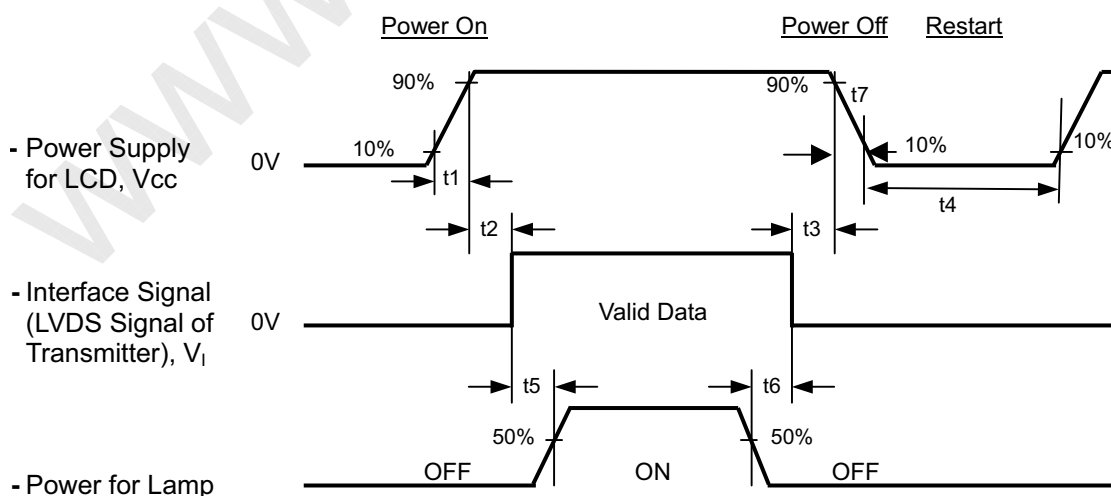 Power On
Power Off Restart
90% 90% t7
- Power Supply
for LCD, Vcc
0V 10% 10% 10%
t1
t4
t2 t3
- Interface Signal
(LVDS Signal of
Transmitter), VI
0V Valid Data
t5 t6
50% 50%
- Power for Lamp
OFF ON OFF